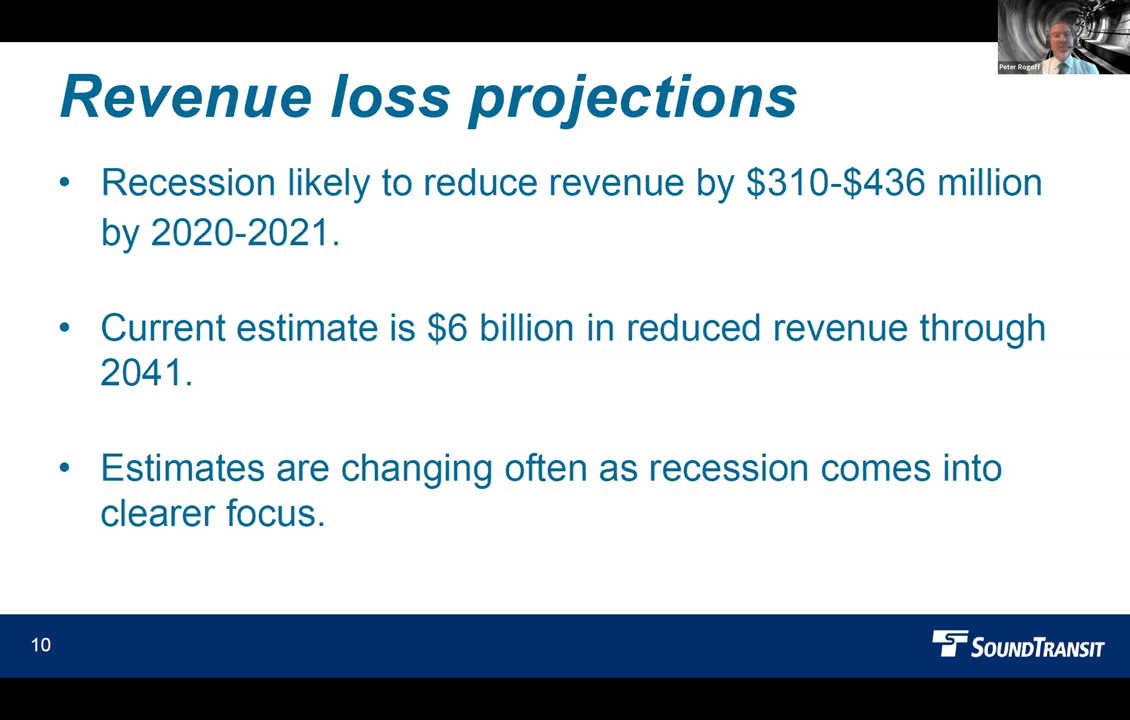 Peter Rogoff
Revenue loss projections
• Recession likely to reduce revenue by $310-$436 million
by 2020-2021.
• Current estimate is $6 billion in reduced revenue through
2041.
• Estimates are changing often as recession comes into
clearer focus.
10
SOUNDTRANSIT